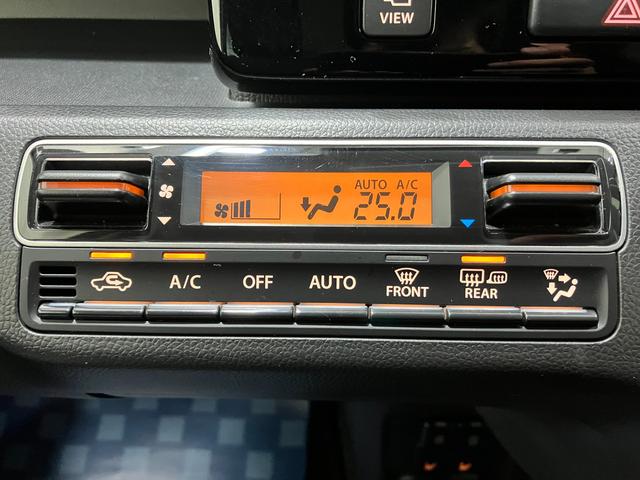 VIEW
AUTO A/C
25.0
A/C OFF AUTO FRONT REAR